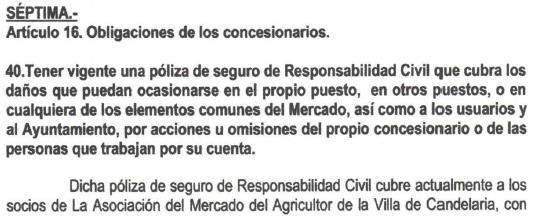 SÉPTIMA.-
Artículo 16. Obligaciones de los concesionarios.
40.Tener vigente una póliza de seguro de Responsabilidad Civil que cubra los
daños que puedan ocasionarse en el propio puesto, en otros puestos, o en
cualquiera de los elementos comunes del Mercado, así como a los usuarios y
al Ayuntamiento, por acciones u omisiones del propio concesionario o de las
personas que trabajan por su cuenta.
Dicha póliza de seguro de Responsabilidad Civil cubre actualmente a los
socios de La Asociación del Mercado del Agricultor de la Villa de Candelaria, con